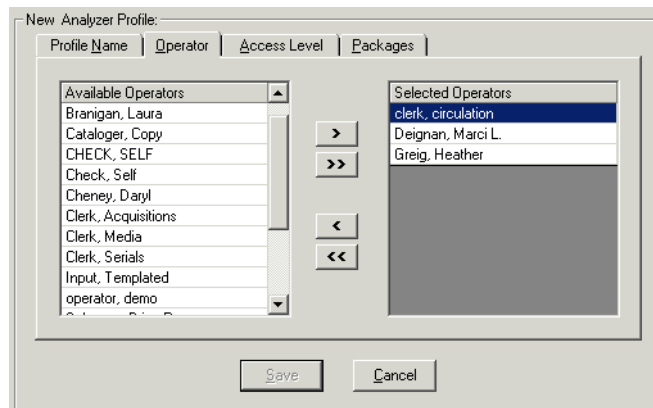 New Analyzer Profile:
Profile Name
Operator
Access Level
Packages
Available Operators
Branigan, Laura
Cataloger, Copy
CHECK, SELF
Check, Self
Cheney, Daryl
Clerk, Acquisitions
Clerk, Media
Clerk, Serials
Input, Templated
operator, demo
>
>>
<
<<
Selected Operators
clerk, circulation
Deignan, Marci L.
Greig, Heather
Save
Cancel